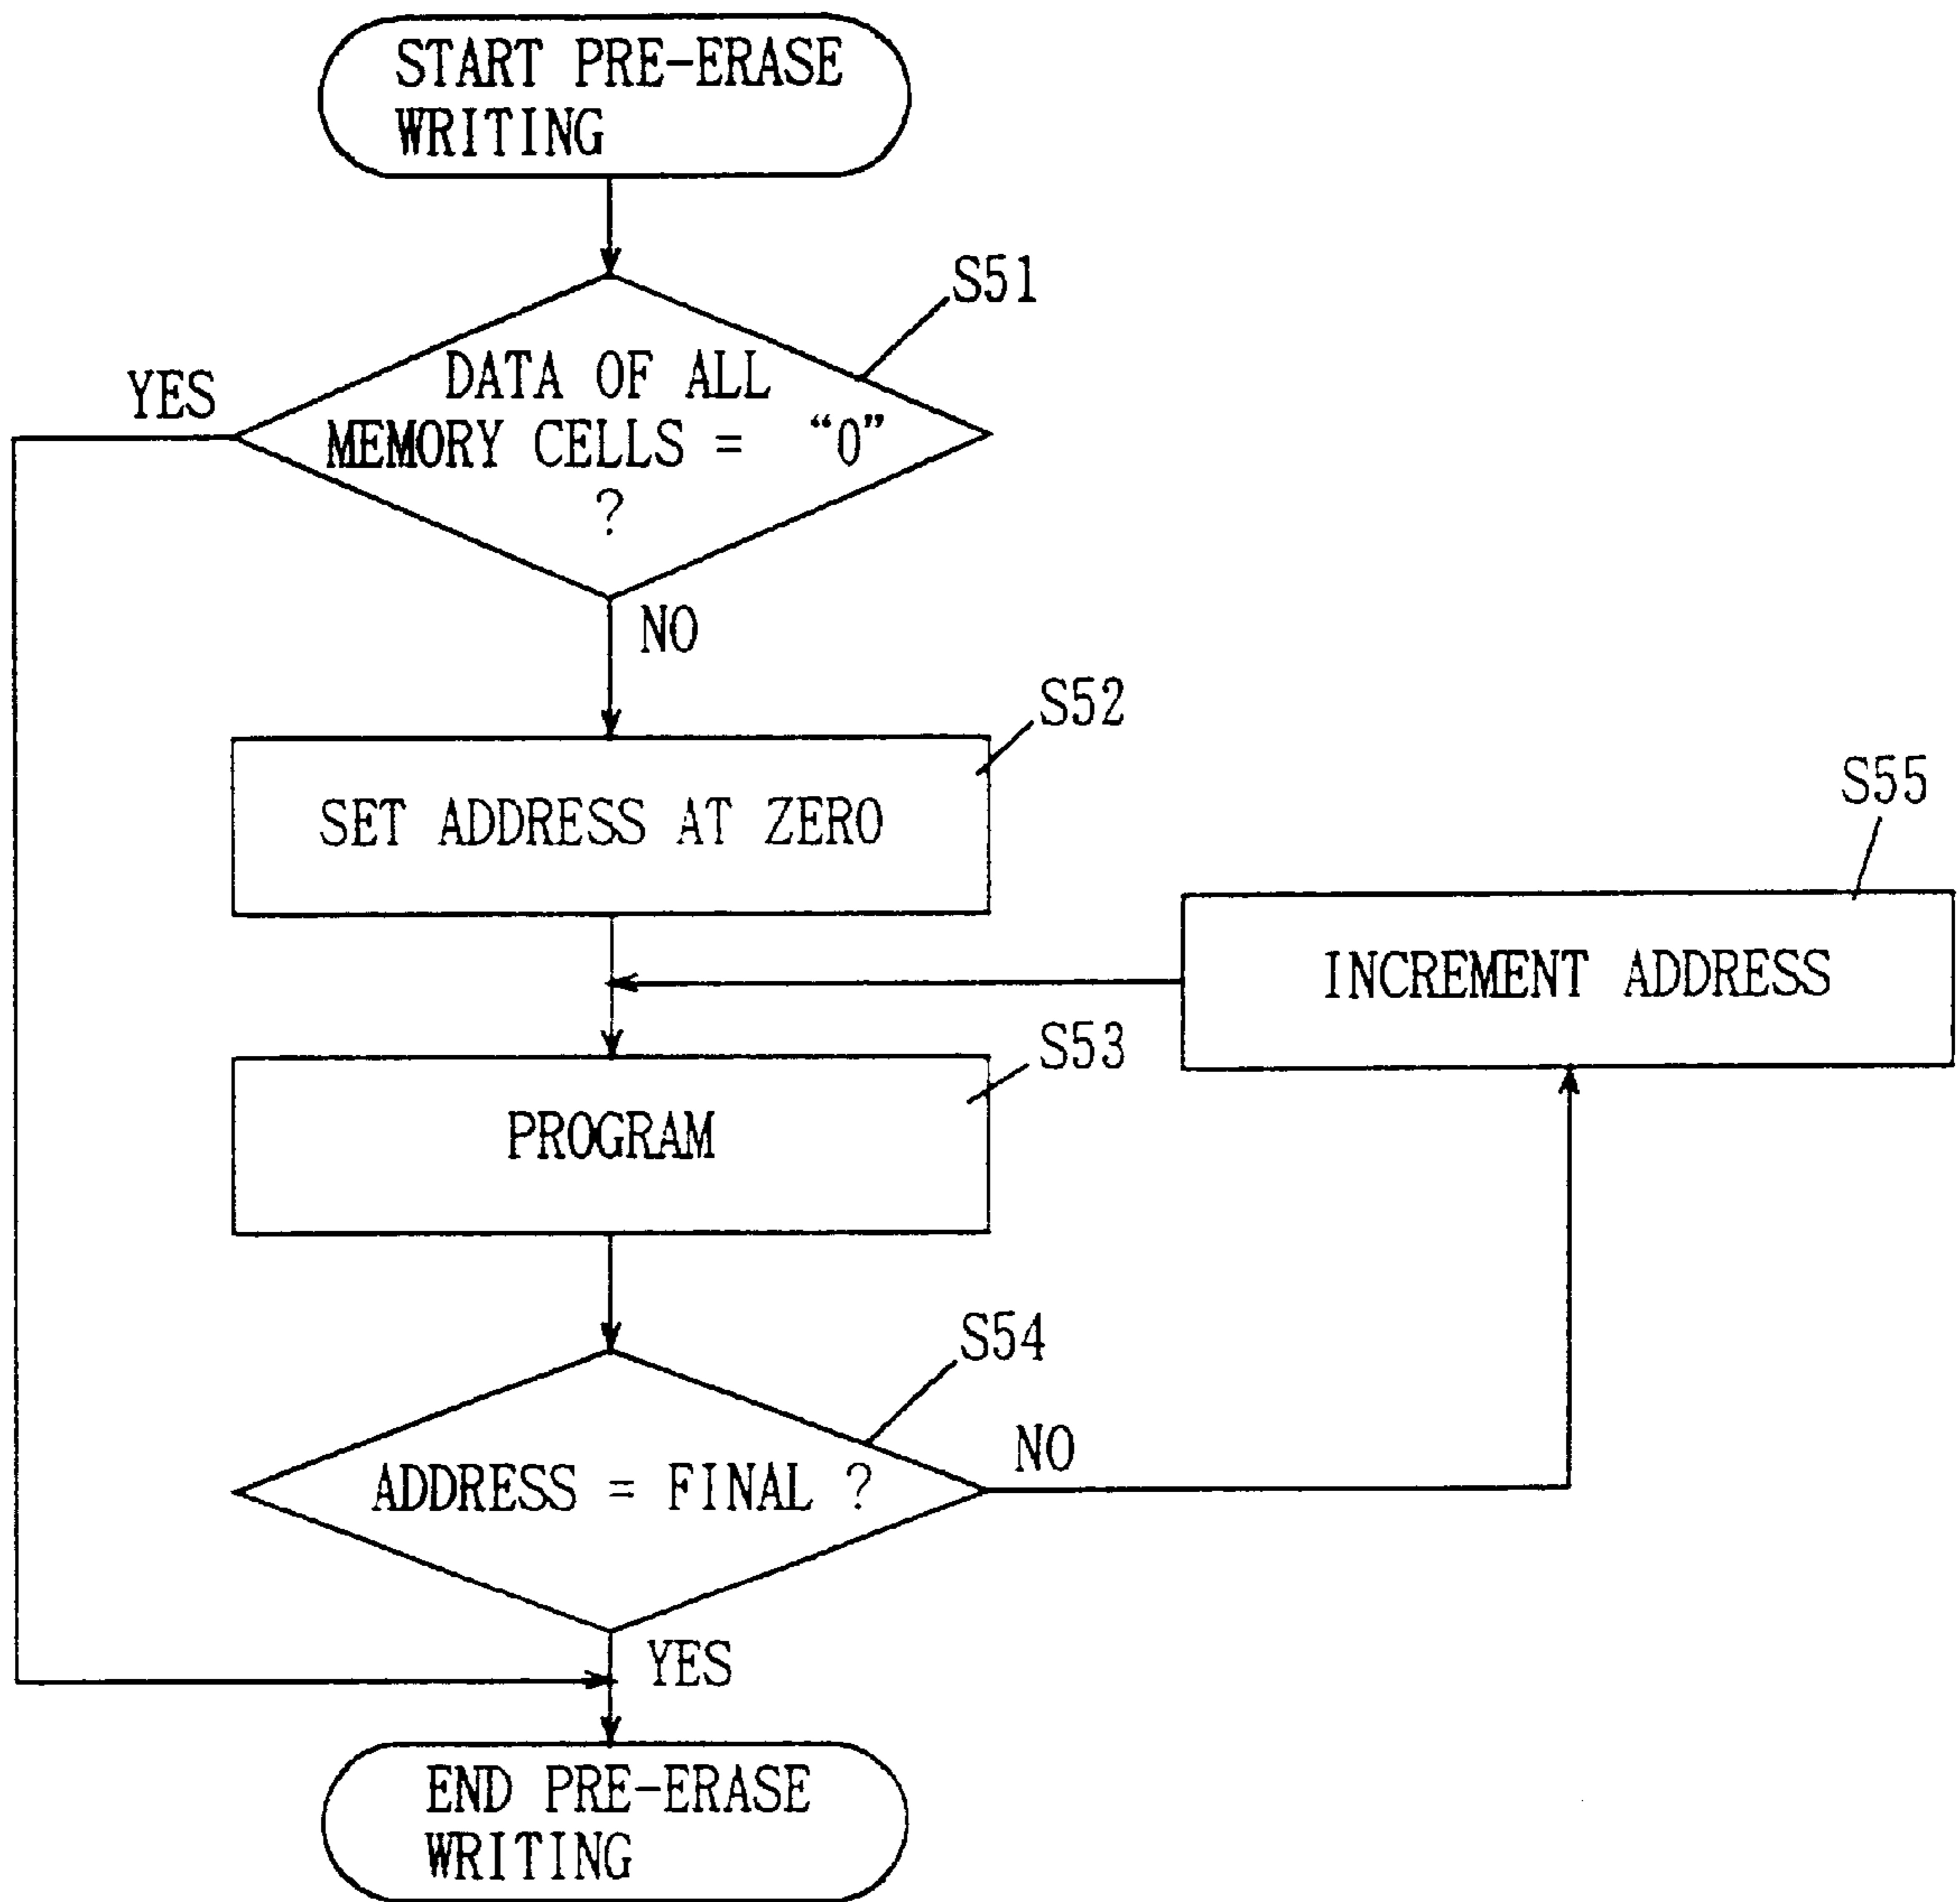 START PRE-ERASE
WRITING
S51
YES
DATA OF ALL
MEMORY CELLS = “0”
?
NO
S52
SET ADDRESS AT ZERO
S55
INCREMENT ADDRESS
S53
PROGRAM
S54
NO
ADDRESS = FINAL ?
YES
END PRE-ERASE
WRITING